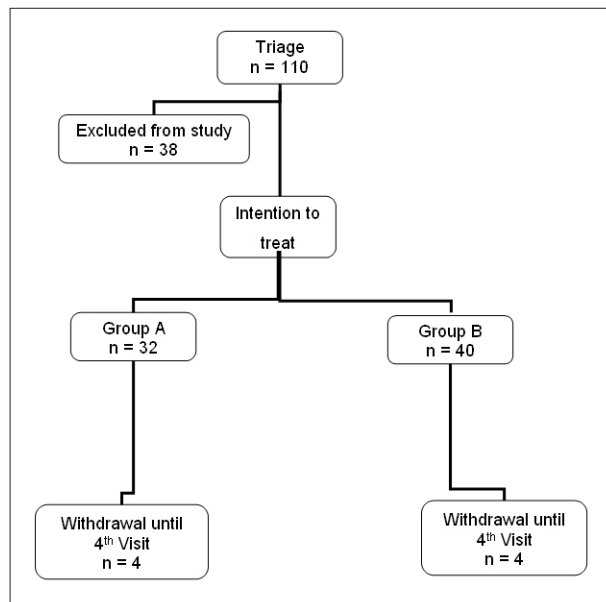 Triage
n = 110
Excluded from study
n = 38
Intention to
treat
Group A
n = 32
Group B
n = 40
Withdrawal until
4th Visit
n = 4
Withdrawal until
4th Visit
n = 4